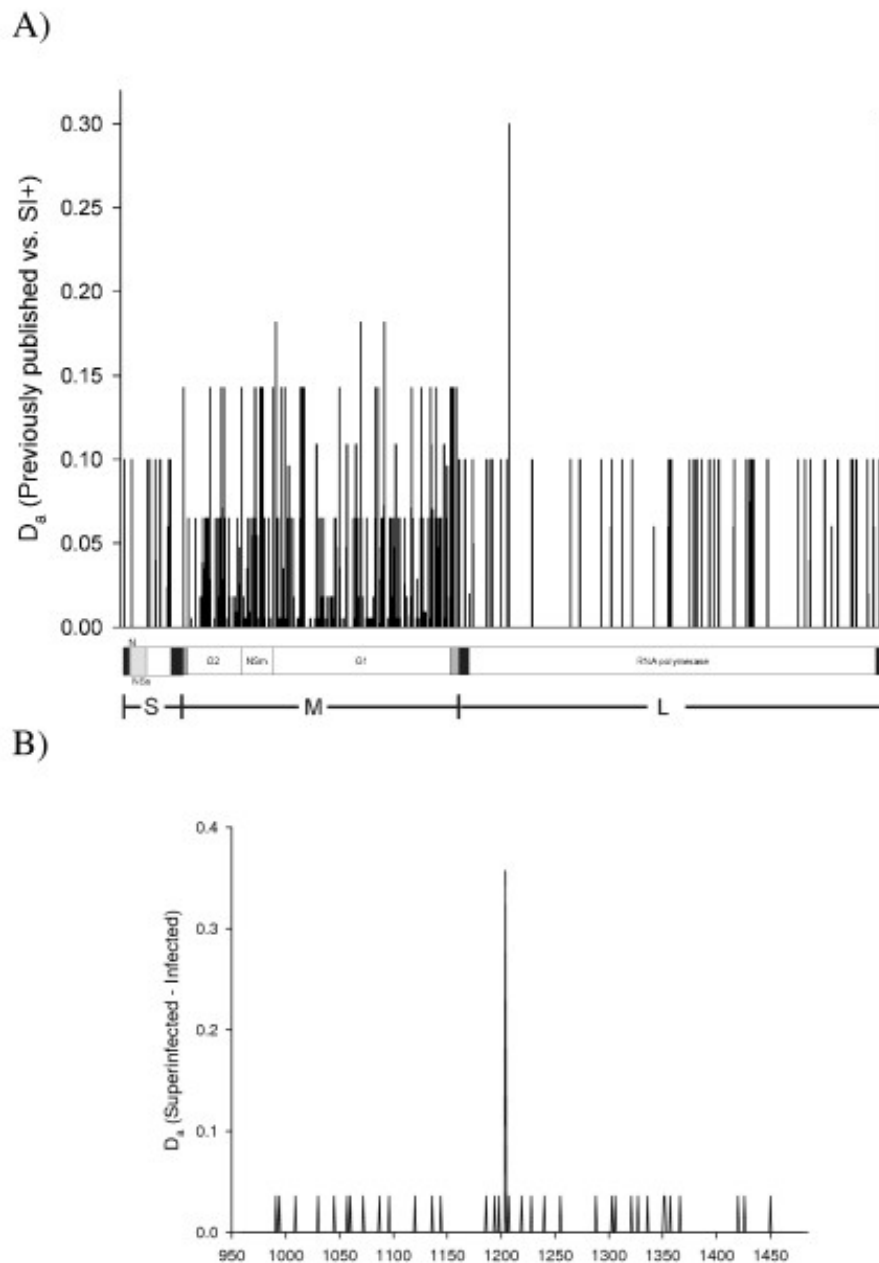 A)
D_a (Previously published vs. SI+)
0.30
0.25
0.20
0.15
0.10
0.05
0.00
N
G2
NSm
G1
RNA polymerase
NSs
S
M
L
B)
D_a (Superinfected - Infected)
0.4
0.3
0.2
0.1
0.0
950 1000 1050 1100 1150 1200 1250 1300 1350 1400 1450